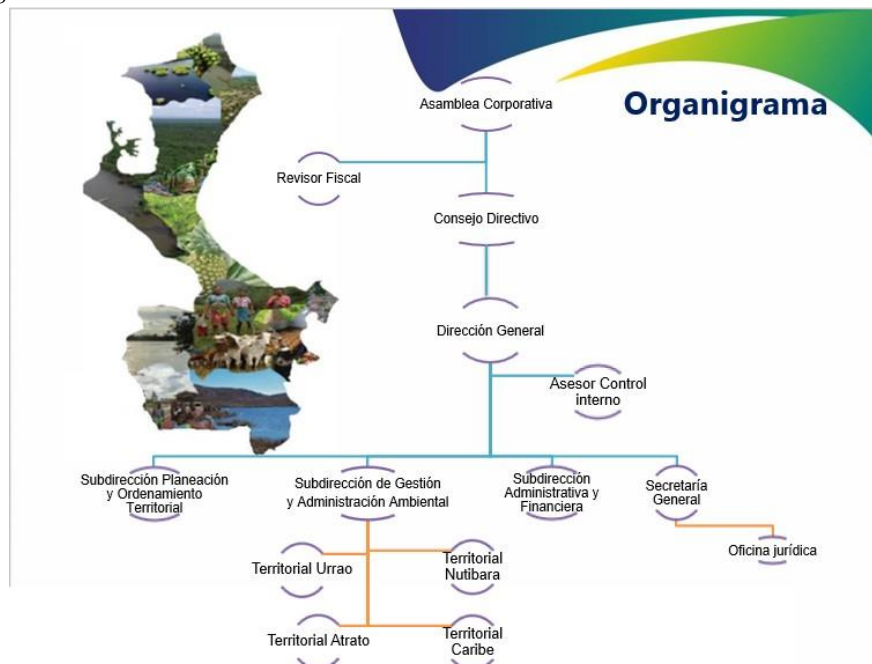 Organigrama
Asamblea Corporativa
Revisor Fiscal
Consejo Directivo
Dirección General
Asesor Control
interno
Subdirección Planeación
y Ordenamiento
Territorial
Subdirección de Gestión
y Administración Ambiental
Subdirección
Administrativa y
Financiera
Secretaría
General
Oficina jurídica
Territorial Urrao
Territorial
Nutibara
Territorial Atrato
Territorial
Caribe